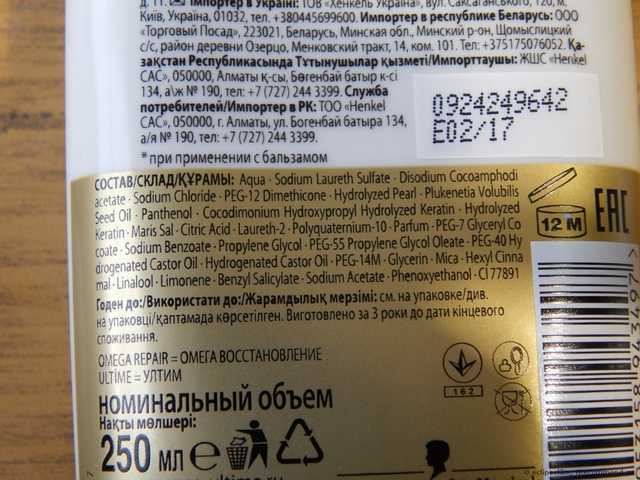 д. 11. Импортер в Україні: ТОВ «Хенкель Україна», вул. Саксаганського, 120, м.
Київ, Україна, 01032, тел. +380445699600. Импортер в республике Беларусь: ООО
«Торговый Посад», 223021, Беларусь, Минская обл., Минский р-он, Щомыслицкий
с/с, район деревни Озерцо, Меньковский тракт, 14, ком. 101. Тел: +375175076052. Қа-
зақстан Республикасында Тұтынушылар қызметі/Импорттаушы: ЖШС «Henkel
САС», 050000, Алматы қ-сы, Бөгенбай батыр к-сі
134, а\ж № 190, тел: +7 (727) 244 3399. Служба
потребителей/Импортер в РК: ТОО «Henkel
САС», 050000, г. Алматы, ул. Богенбай батыра 134,
а/я № 190, тел: +7 (727) 244 3399.
*при применении с бальзамом
0924249642
E02/17
СОСТАВ/СКЛАД/ҚҰРАМЫ: Aqua · Sodium Laureth Sulfate · Disodium Cocoamphodi
acetate · Sodium Chloride · PEG-12 Dimethicone · Hydrolyzed Pearl · Plukenetia Volubilis
Seed Oil · Panthenol · Cocodimonium Hydroxypropyl Hydrolyzed Keratin · Hydrolyzed
Keratin · Maris Sal · Citric Acid · Laureth-2 · Polyquaternium-10 · Parfum · PEG-7 Glyceryl Co
coate · Sodium Benzoate · Propylene Glycol · PEG-55 Propylene Glycol Oleate · PEG-40 Hy
drogenated Castor Oil · Hydrogenated Castor Oil · PEG-14M · Glycerin · Mica · Hexyl Cinna
mal · Linalool · Limonene · Benzyl Salicylate · Sodium Acetate · Phenoxyethanol · CI 77891
12 M
EAC
Годен до:/Використати до:/Жарамдылық мерзімі: см. на упаковке/див.
на упаковці/қаптамада көрсетілген. Виготовлено за 3 роки до дати кінцевого
споживання.
OMEGA REPAIR = ОМЕГА ВОССТАНОВЛЕНИЕ
ULTÎME = УЛТИМ
162
номинальный объем
Нақты мөлшері:
250 мл e